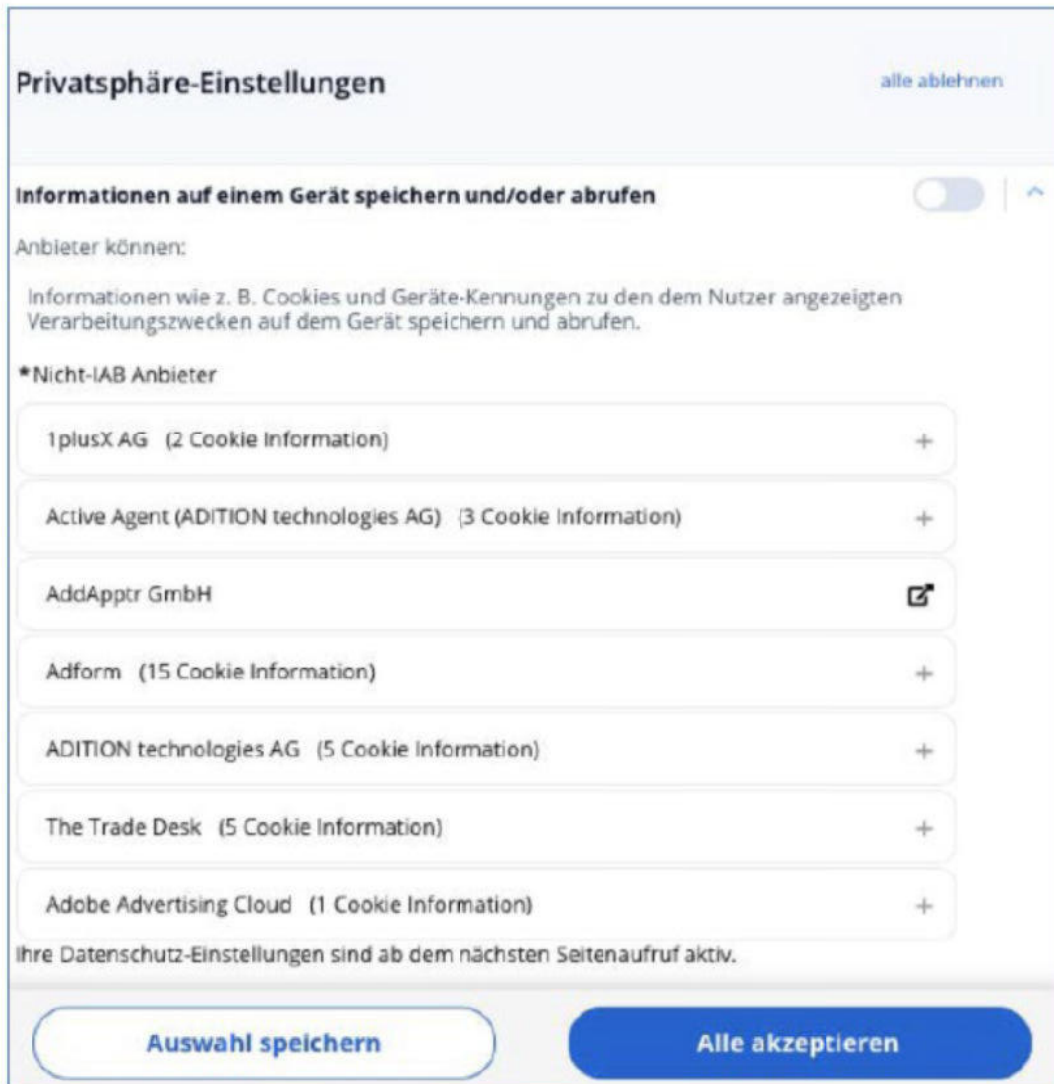 Privatsphäre-Einstellungen
alle ablehnen
Informationen auf einem Gerät speichern und/oder abrufen
Anbieter können:
Informationen wie z. B. Cookies und Geräte-Kennungen zu den dem Nutzer angezeigten
Verarbeitungszwecken auf dem Gerät speichern und abrufen.
*Nicht-IAB Anbieter
1plusX AG (2 Cookie Information)
Active Agent (ADITION technologies AG) (3 Cookie Information)
AddApptr GmbH
Adform (15 Cookie Information)
ADITION technologies AG (5 Cookie Information)
The Trade Desk (5 Cookie Information)
Adobe Advertising Cloud (1 Cookie Information)
Ihre Datenschutz-Einstellungen sind ab dem nächsten Seitenaufruf aktiv.
Auswahl speichern
Alle akzeptieren